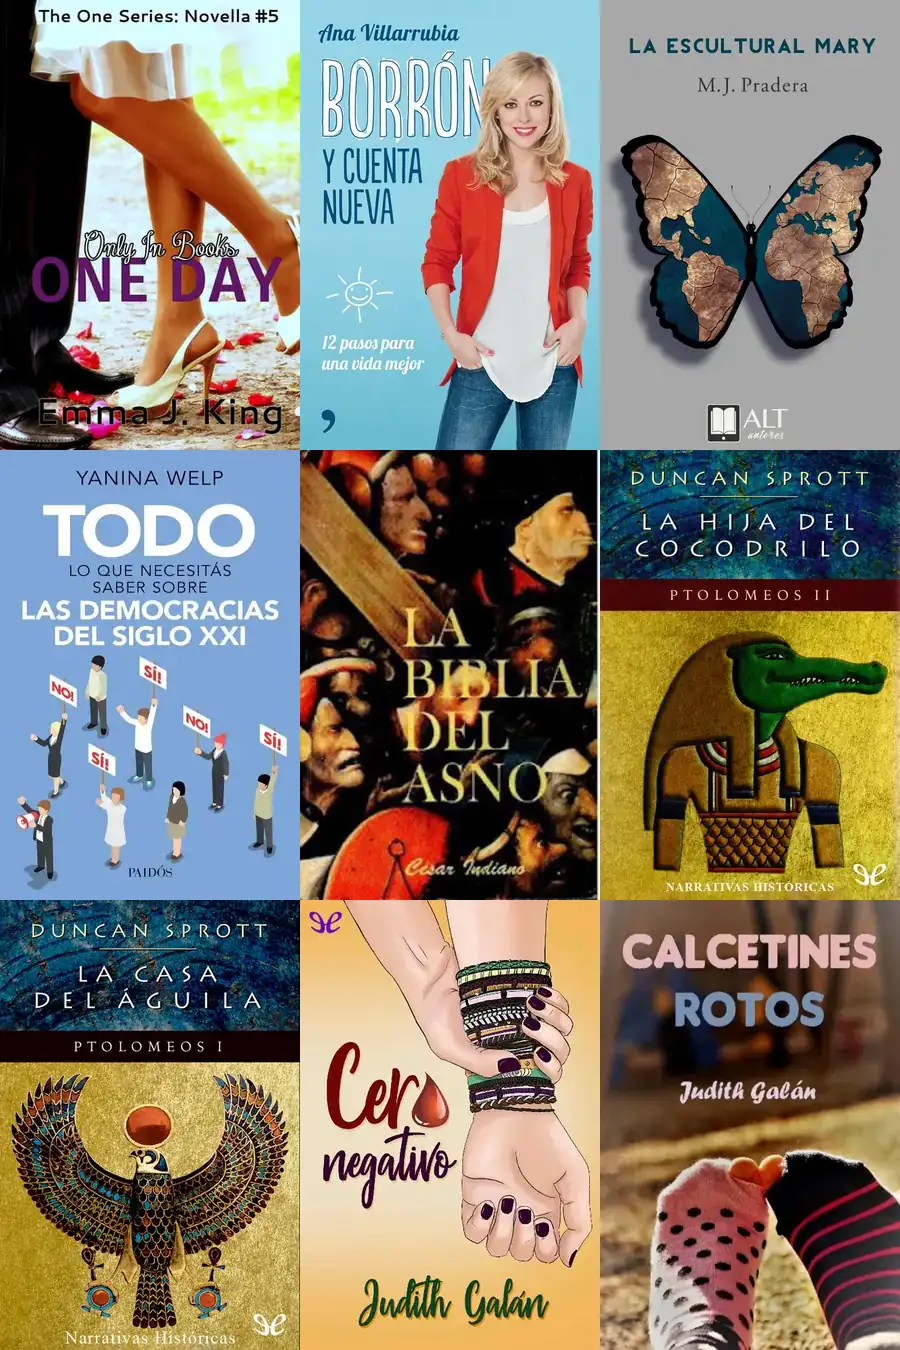 The One Series: Novella #5
Only In Books
ONE DAY
Emma J. King
Ana Villarrubia
BORRÓN
Y CUENTA
NUEVA
12 pasos para
una vida mejor
LA ESCULTURAL MARY
M.J. Pradera
ALT
autores
YANINA WELP
TODO
LO QUE NECESITÁS
SABER SOBRE
LAS DEMOCRACIAS
DEL SIGLO XXI
NO!
SÍ!
NO!
SÍ!
SÍ!
PAIDÓS
LA
BIBLIA
DEL
ASNO
César Indiano
DUNCAN SPROTT
LA HIJA DEL
COCODRILO
PTOLOMEOS II
NARRATIVAS HISTÓRICAS
DUNCAN SPROTT
LA CASA
DEL ÁGUILA
PTOLOMEOS I
Narrativas Históricas
Cero
negativo
Judith Galán
CALCETINES
ROTOS
Judith Galán